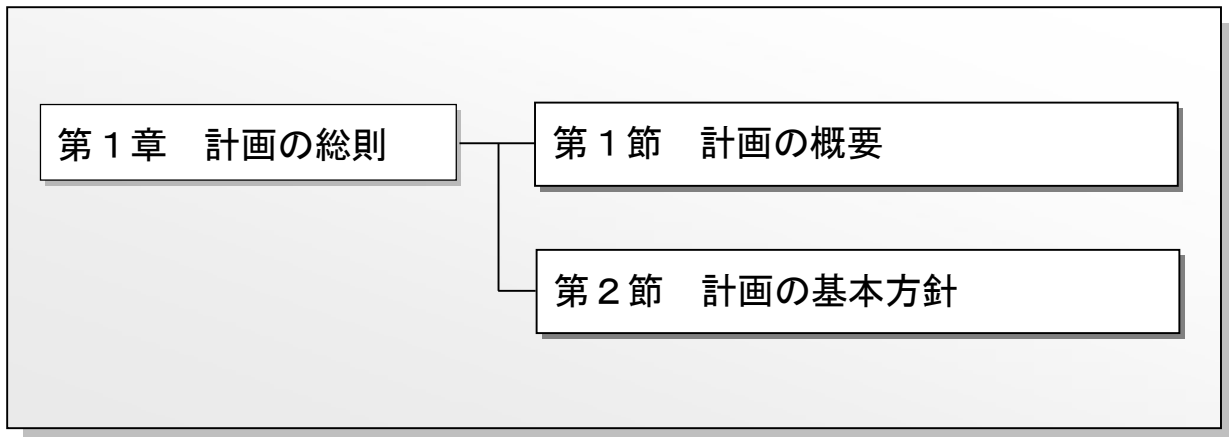 第１章　計画の総則
第１節　計画の概要
第２節　計画の基本方針